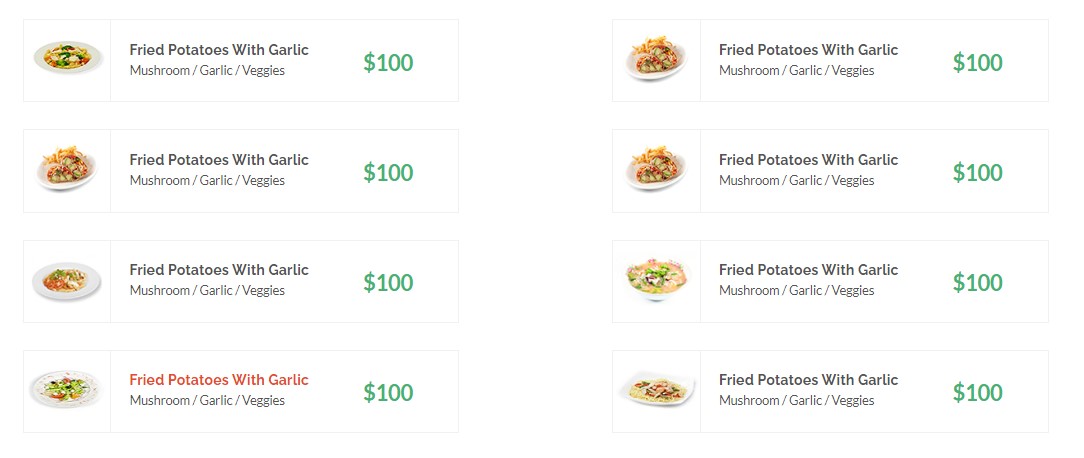 Fried Potatoes With Garlic
Mushroom / Garlic / Veggies
$100
Fried Potatoes With Garlic
Mushroom / Garlic / Veggies
$100
Fried Potatoes With Garlic
Mushroom / Garlic / Veggies
$100
Fried Potatoes With Garlic
Mushroom / Garlic / Veggies
$100
Fried Potatoes With Garlic
Mushroom / Garlic / Veggies
$100
Fried Potatoes With Garlic
Mushroom / Garlic / Veggies
$100
Fried Potatoes With Garlic
Mushroom / Garlic / Veggies
$100
Fried Potatoes With Garlic
Mushroom / Garlic / Veggies
$100